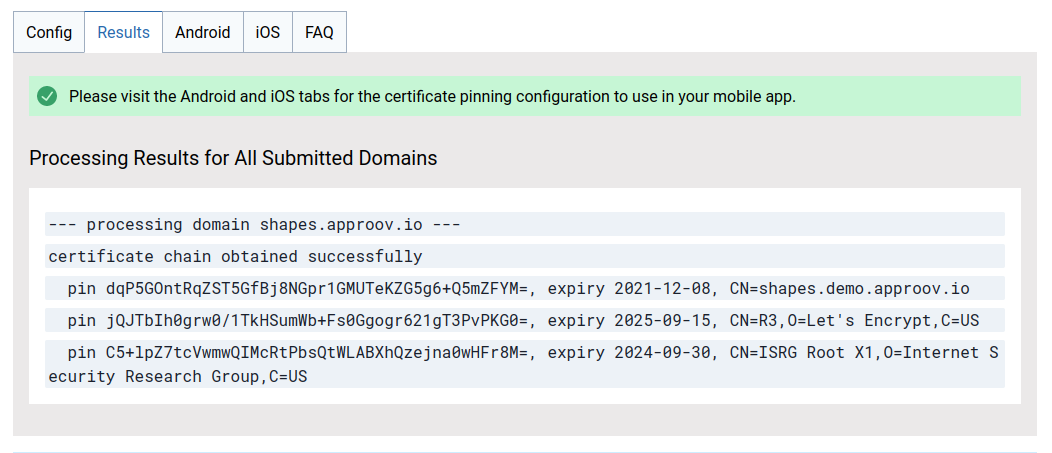 Config
Results
Android
iOS
FAQ
Please visit the Android and iOS tabs for the certificate pinning configuration to use in your mobile app.
Processing Results for All Submitted Domains
--- processing domain shapes.approov.io ---
certificate chain obtained successfully
pin dqP5GOntRqZST5GfBj8NGpr1GMUTeKZG5g6+Q5mZFYM=, expiry 2021-12-08, CN=shapes.demo.approov.io
pin jQJTbIh0grw0/1TkHSumWb+Fs0Ggogr621gT3PvPKG0=, expiry 2025-09-15, CN=R3,O=Let's Encrypt,C=US
pin C5+lpZ7tcVwmwQIMcRtPbsQtWLABXhQzejna0wHFr8M=, expiry 2024-09-30, CN=ISRG Root X1,O=Internet S
ecurity Research Group,C=US